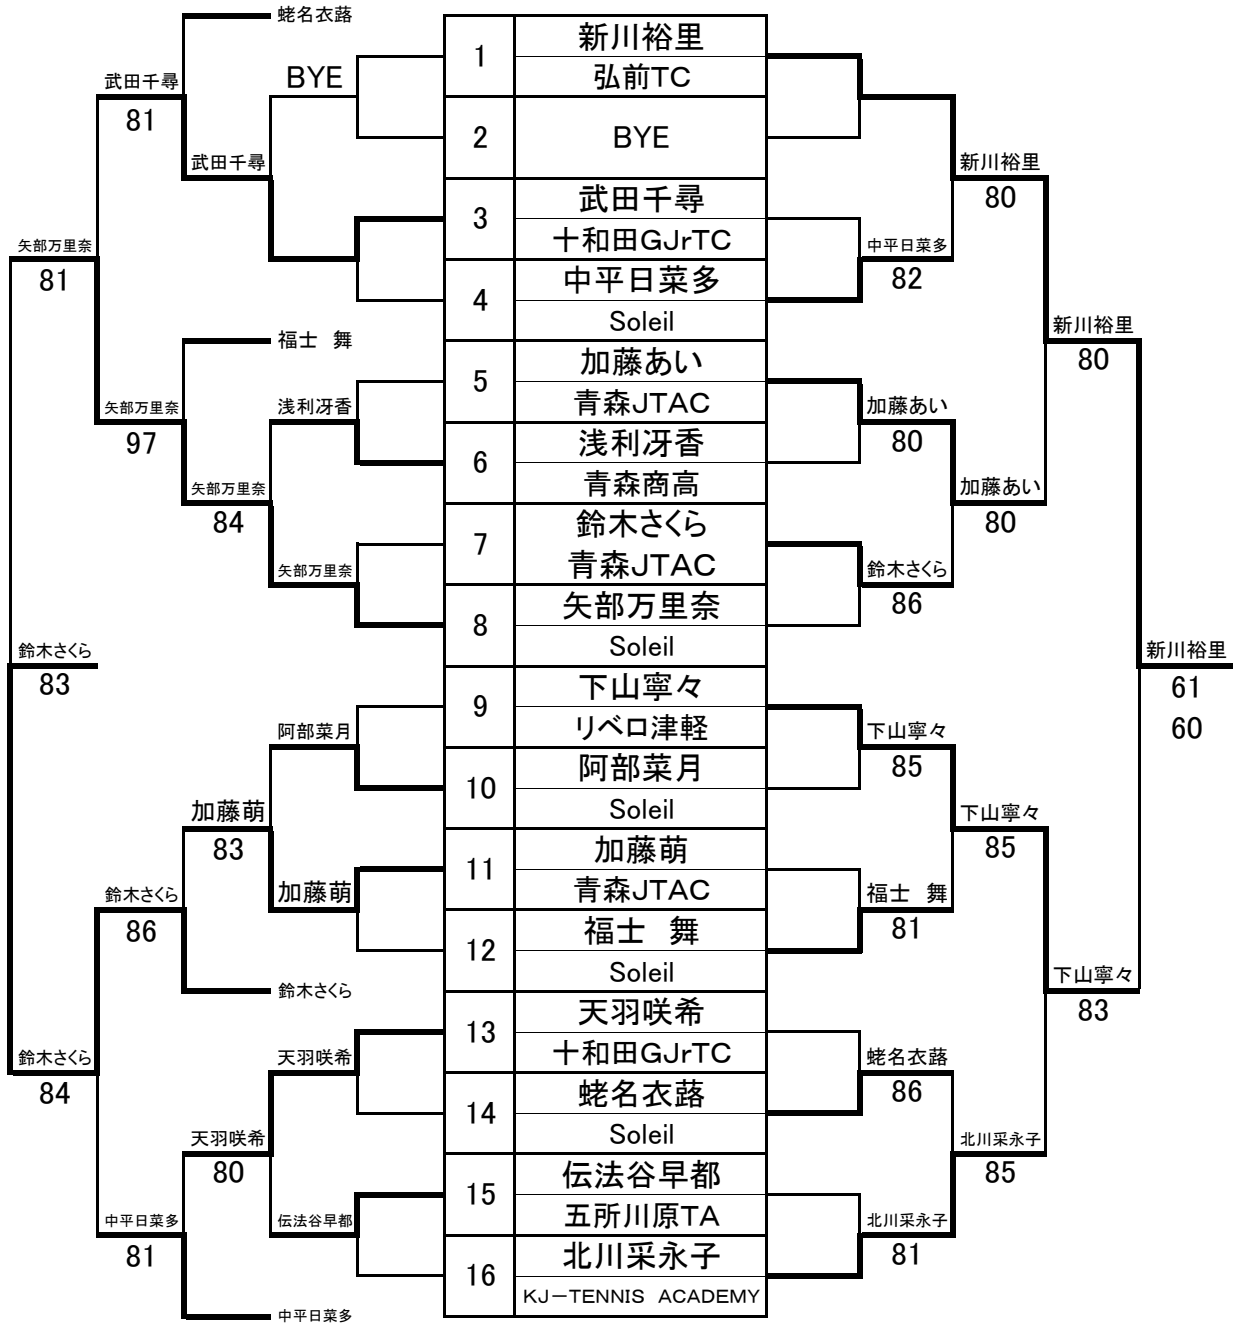 蛯名衣蕗
武田千尋
81
BYE
武田千尋
矢部万里奈
81
福士　舞
矢部万里奈
97
浅利冴香
矢部万里奈
84
矢部万里奈
鈴木さくら
83
阿部菜月
加藤萌
83
鈴木さくら
86
加藤萌
鈴木さくら
鈴木さくら
84
天羽咲希
天羽咲希
80
中平日菜多
81
伝法谷早都
中平日菜多
1
新川裕里
弘前TC
2
BYE
3
武田千尋
十和田GJrTC
4
中平日菜多
Soleil
5
加藤あい
青森JTAC
6
浅利冴香
青森商高
7
鈴木さくら
青森JTAC
8
矢部万里奈
Soleil
9
下山寧々
リベロ津軽
10
阿部菜月
Soleil
11
加藤萌
青森JTAC
12
福士　舞
Soleil
13
天羽咲希
十和田GJrTC
14
蛯名衣蕗
Soleil
15
伝法谷早都
五所川原TA
16
北川采永子
KJーTENNIS ACADEMY
新川裕里
80
中平日菜多
82
新川裕里
80
加藤あい
80
加藤あい
80
鈴木さくら
86
新川裕里
61
60
下山寧々
85
下山寧々
85
福士　舞
81
下山寧々
83
蛯名衣蕗
86
北川采永子
85
北川采永子
81